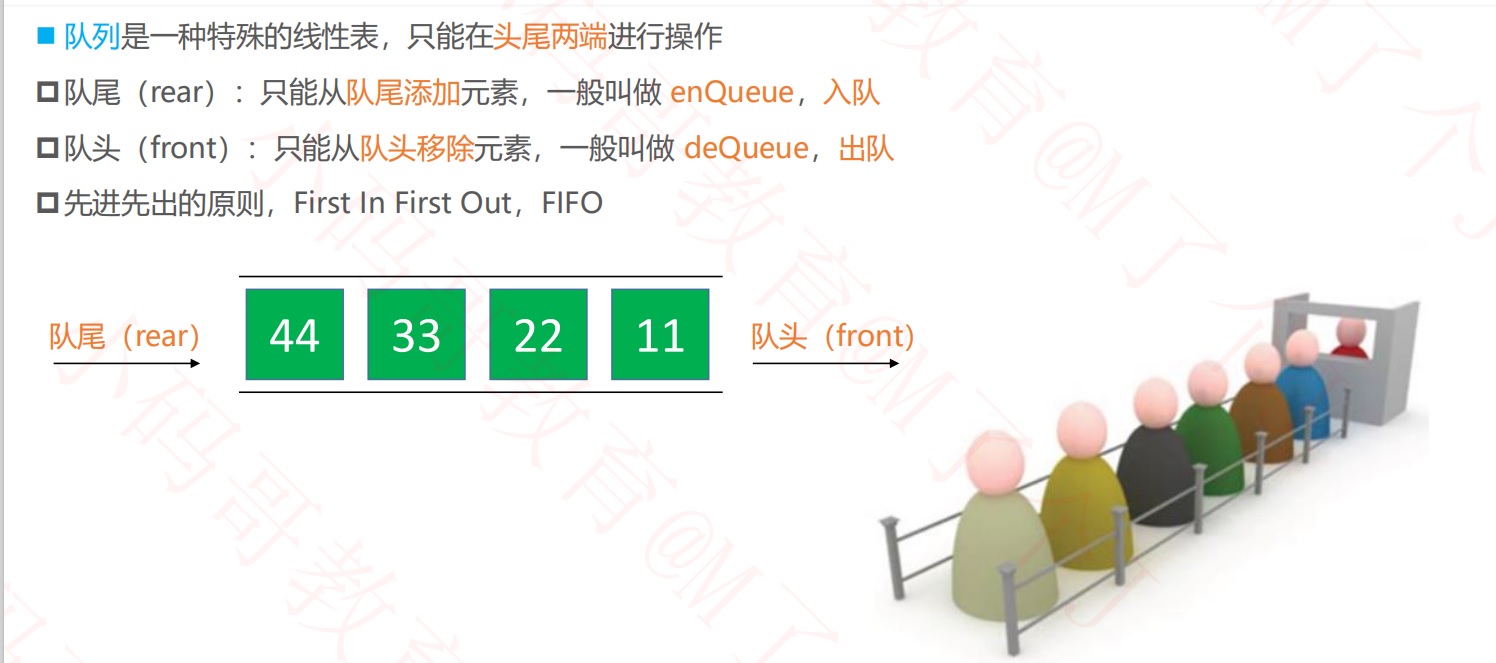 队列是一种特殊的线性表，只能在头尾两端进行操作
队尾（rear）：只能从队尾添加元素，一般叫做 enQueue，入队
队头（front）：只能从队头移除元素，一般叫做 deQueue，出队
先进先出的原则，First In First Out，FIFO
队尾（rear） 44 33 22 11 队头（front）
小码哥教育@M了个J